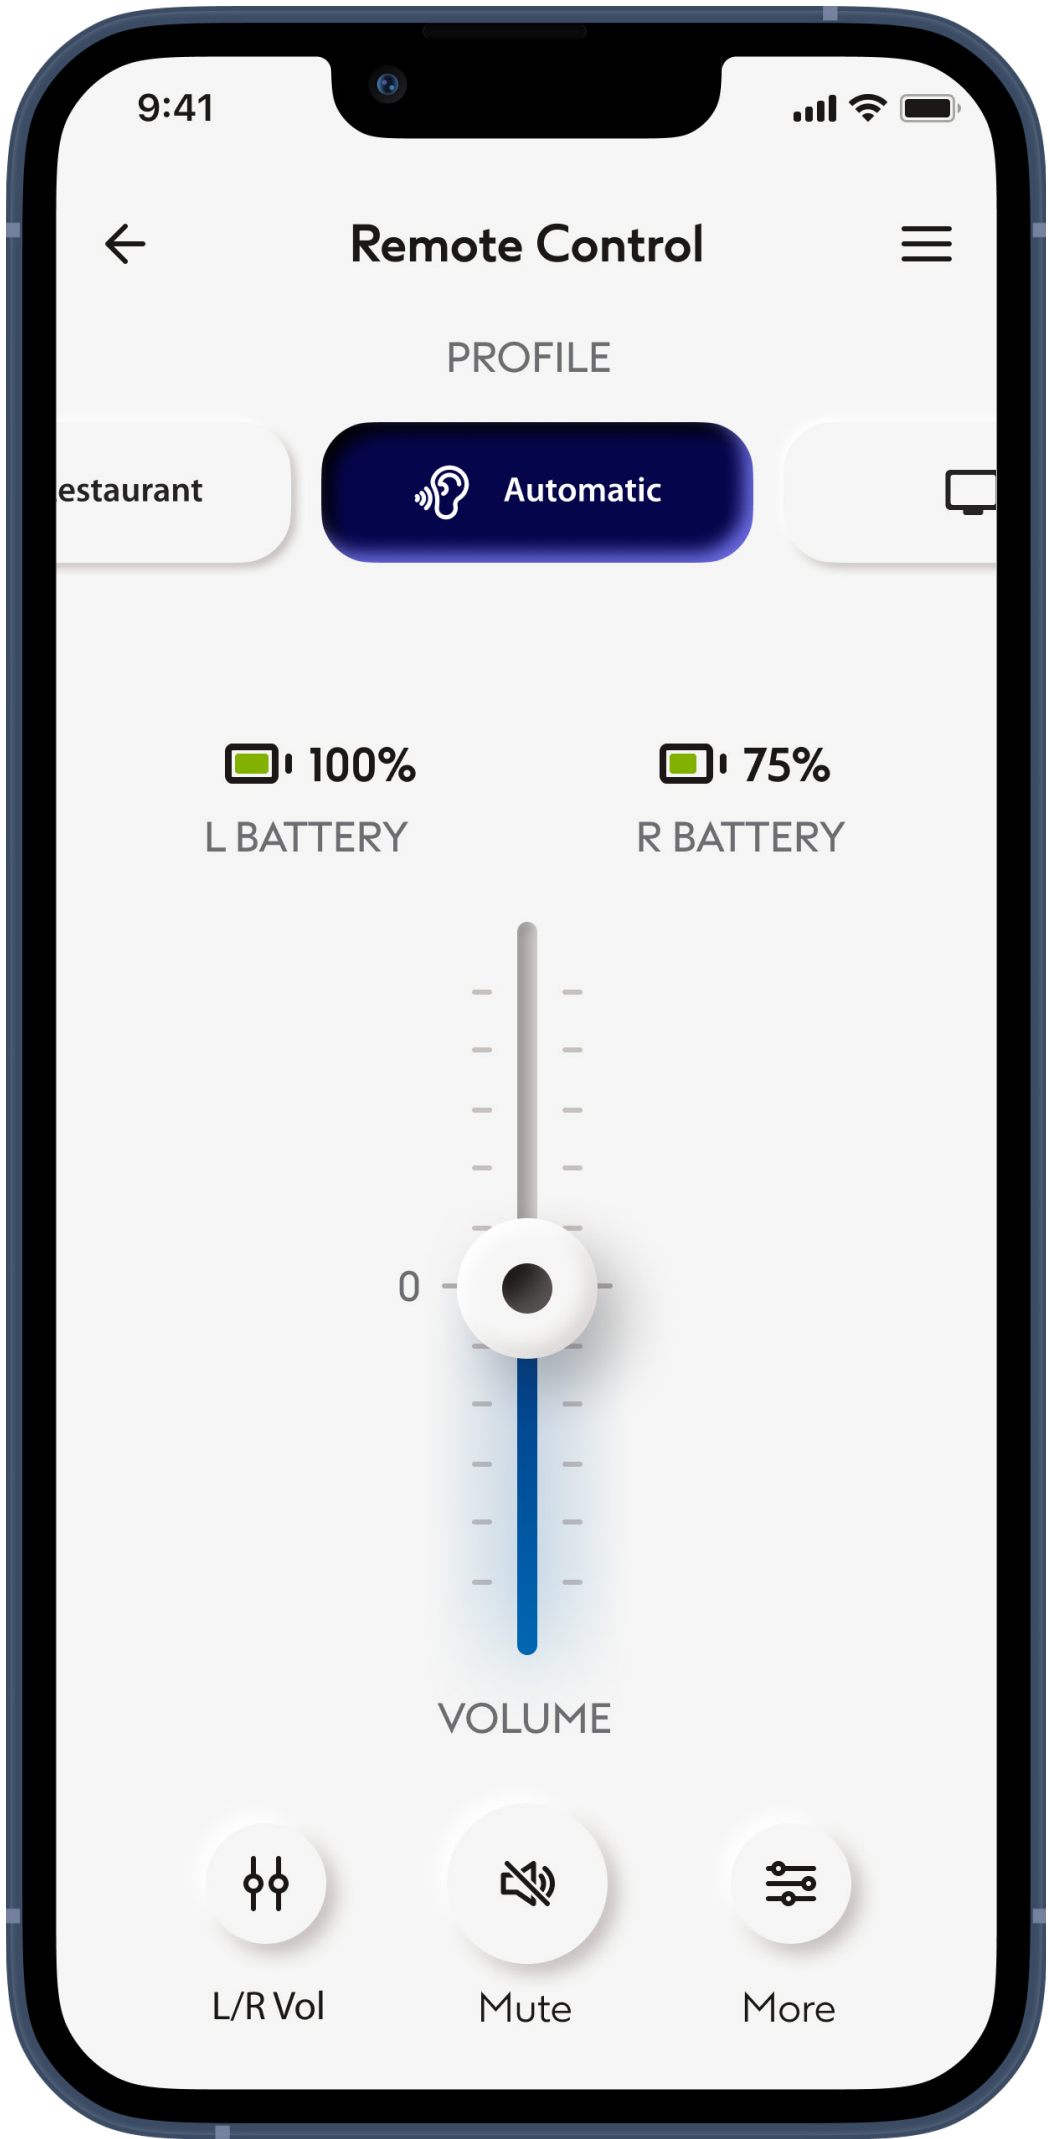 9:41
Remote Control
PROFILE
estaurant Automatic
100% 75%
L BATTERY R BATTERY
0
VOLUME
L/R Vol Mute More